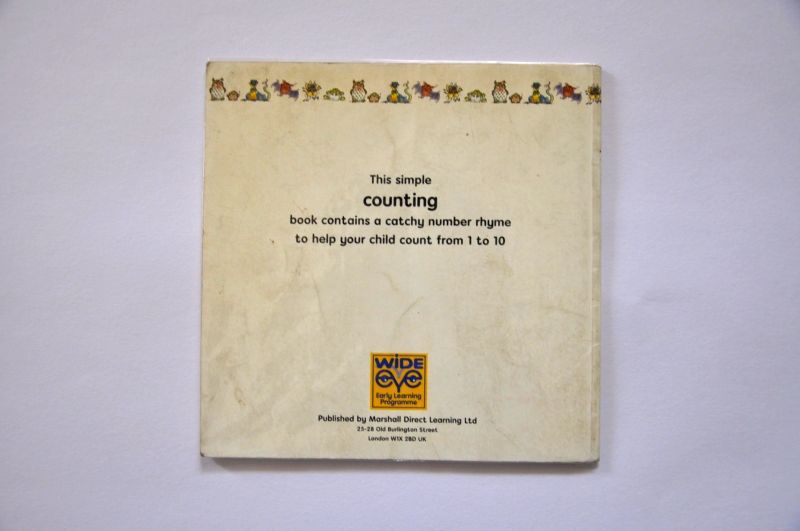 This simple
counting
book contains a catchy number rhyme
to help your child count from 1 to 10
WiDE
eYe
Early Learning
Programme
Published by Marshall Direct Learning Ltd
25-28 Old Burlington Street
London W1X 2BD UK